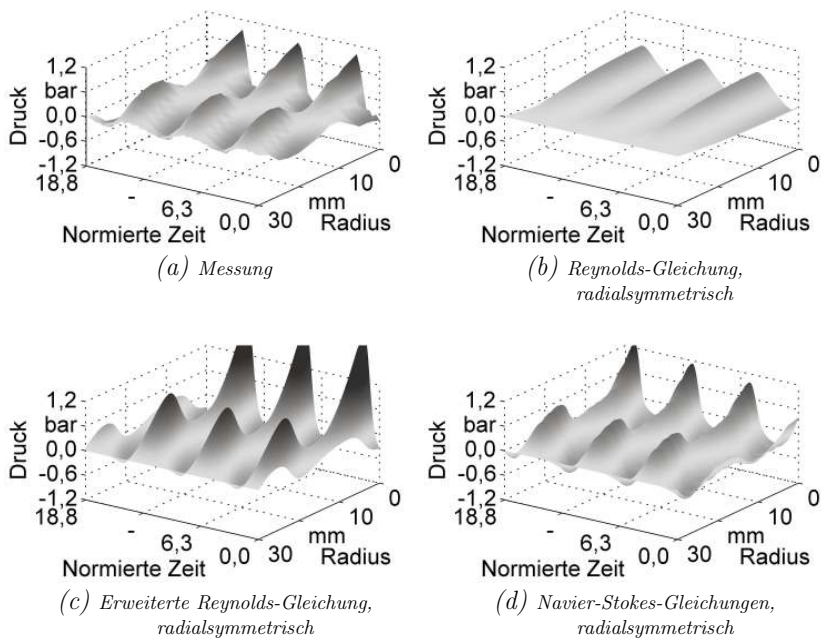 1,2
bar
0,0
-0,6
-1,2
Druck
18,8
-
6,3
0,0
Normierte Zeit
30
mm
10
0
Radius
(a) Messung
1,2
bar
0,0
-0,6
-1,2
Druck
18,8
-
6,3
0,0
Normierte Zeit
30
mm
10
0
Radius
(b) Reynolds-Gleichung,
radialsymmetrisch
1,2
bar
0,0
-0,6
-1,2
Druck
18,8
-
6,3
0,0
Normierte Zeit
30
mm
10
0
Radius
(c) Erweiterte Reynolds-Gleichung,
radialsymmetrisch
1,2
bar
0,0
-0,6
-1,2
Druck
18,8
-
6,3
0,0
Normierte Zeit
30
mm
10
0
Radius
(d) Navier-Stokes-Gleichungen,
radialsymmetrisch